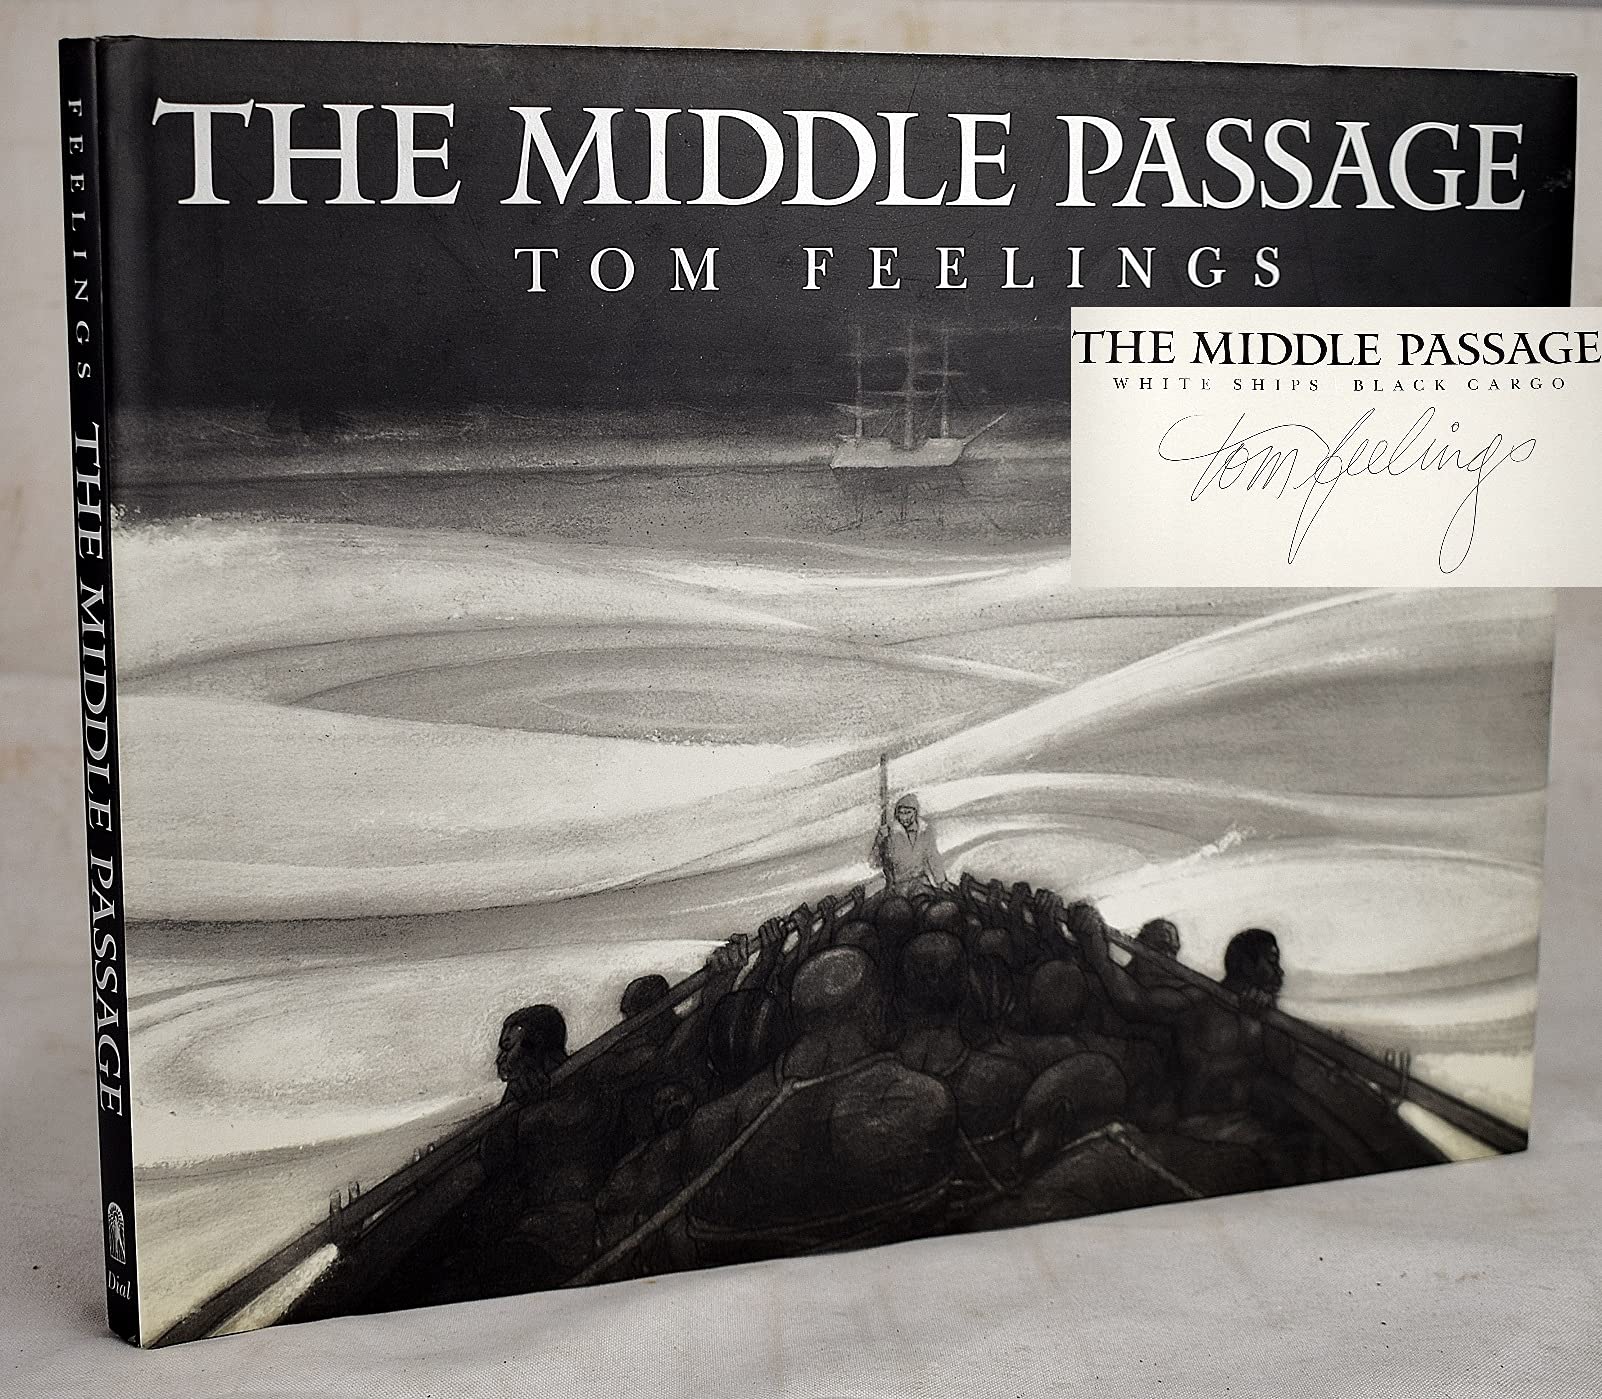 THE MIDDLE PASSAGE
TOM FEELINGS
FEELINGS THE MIDDLE PASSAGE
Dial
THE MIDDLE PASSAGE
WHITE SHIPS BLACK CARGO
Tom Feelings